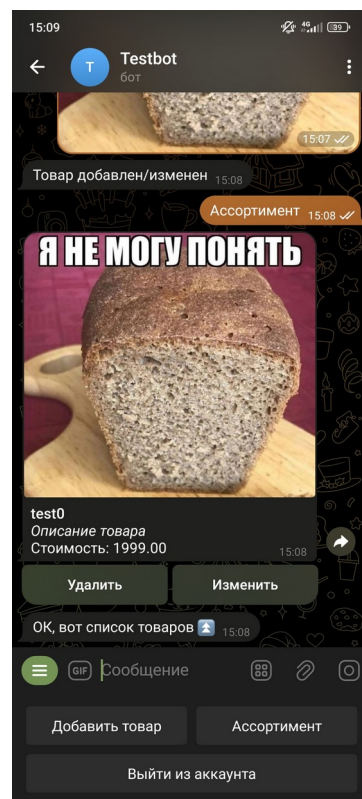 15:09
4G
39
T
Testbot
бот
15:07
Товар добавлен/изменен 15:08
Ассортимент 15:08
Я НЕ МОГУ ПОНЯТЬ
test0
Описание товара
Стоимость: 1999.00
15:08
Удалить
Изменить
ОК, вот список товаров 15:08
GIF Сообщение
Добавить товар
Ассортимент
Выйти из аккаунта